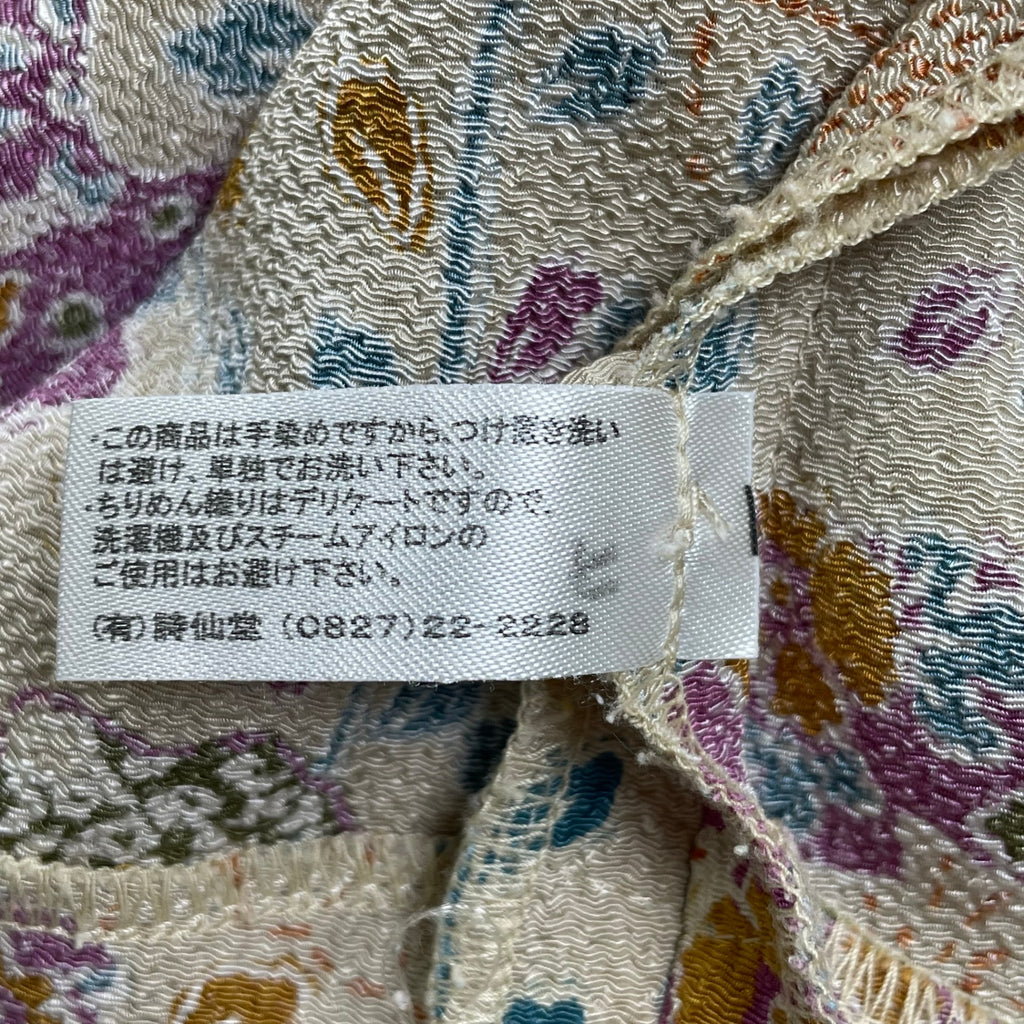 ・この商品は手染めですから、つけ置き洗い
は避け、単独でお洗い下さい。
・ちりめん織りはデリケートですので、
洗濯機及びスチームアイロンの
ご使用はお避け下さい。
(有)詩仙堂 (0827)22-2228